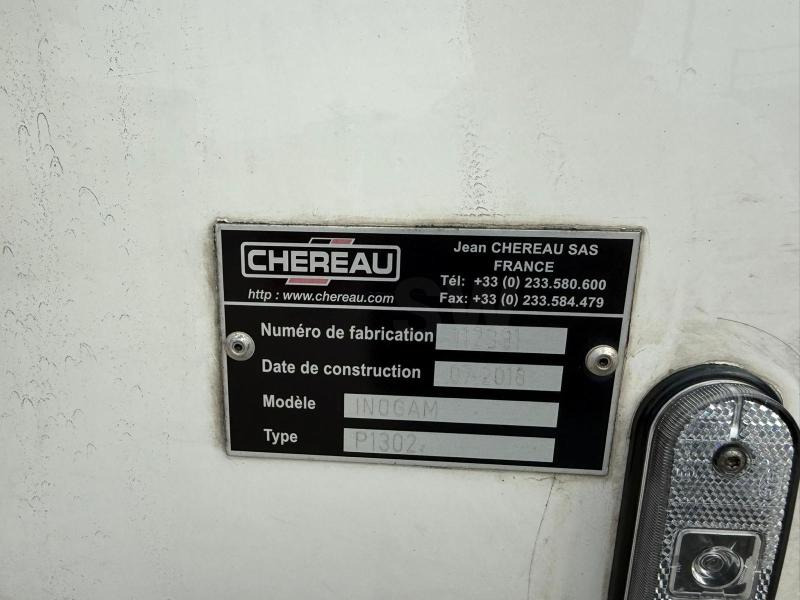 CHEREAU
http : www.chereau.com
Jean CHEREAU SAS
FRANCE
Tél: +33 (0) 233.580.600
Fax: +33 (0) 233.584.479
Numéro de fabrication
Date de construction 07-2018
Modèle INOGAM
Type P1302